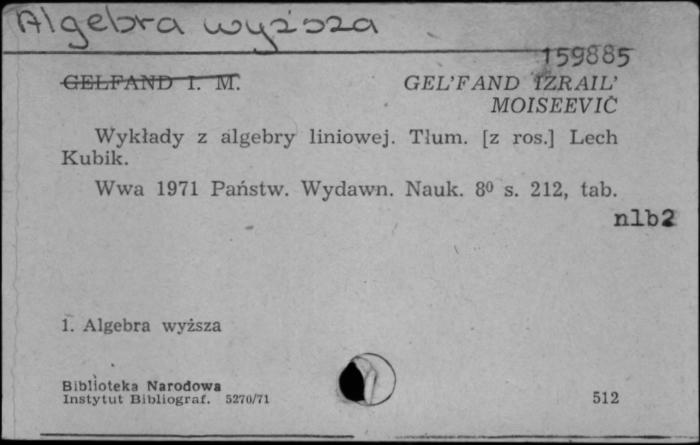 Algebra wyższa
159885
GELFAND I. M. GEL’FAND IZRAIL’
MOISEEVIČ
Wykłady z algebry liniowej. Tłum. [z ros.] Lech
Kubik.
Wwa 1971 Państw. Wydawn. Nauk. 8⁰ s. 212, tab.
nlb2
1. Algebra wyższa
Biblioteka Narodowa
Instytut Bibliograf. 5270/71
512